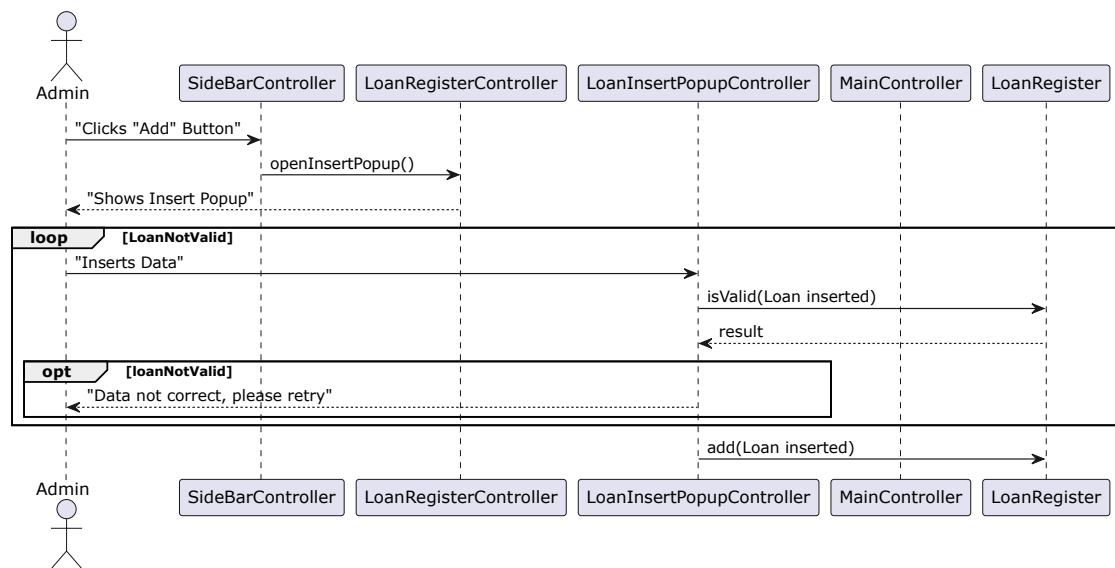 Admin
SideBarController
LoanRegisterController
LoanInsertPopupController
MainController
LoanRegister
"Clicks "Add" Button"
openInsertPopup()
"Shows Insert Popup"
loop
[LoanNotValid]
"Inserts Data"
isValid(Loan inserted)
result
opt
[loanNotValid]
"Data not correct, please retry"
add(Loan inserted)
Admin
SideBarController
LoanRegisterController
LoanInsertPopupController
MainController
LoanRegister